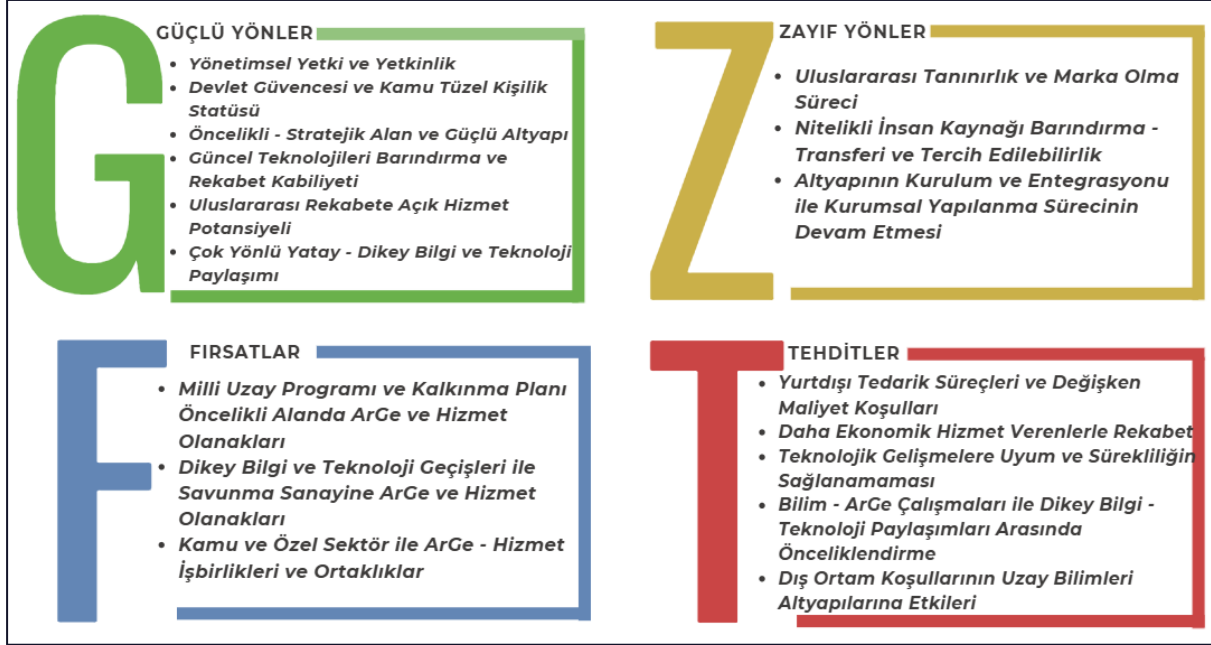 G
GÜÇLÜ YÖNLER
• Yönetimsel Yetki ve Yetkinlik
• Devlet Güvencesi ve Kamu Tüzel Kişilik
Statüsü
• Öncelikli - Stratejik Alan ve Güçlü Altyapı
• Güncel Teknolojileri Barındırma ve
Rekabet Kabiliyeti
• Uluslararası Rekabete Açık Hizmet
Potansiyeli
• Çok Yönlü Yatay - Dikey Bilgi ve Teknoloji
Paylaşımı
Z
ZAYIF YÖNLER
• Uluslararası Tanınırlık ve Marka Olma
Süreci
• Nitelikli İnsan Kaynağı Barındırma -
Transferi ve Tercih Edilebilirlik
• Altyapının Kurulum ve Entegrasyonu
ile Kurumsal Yapılanma Sürecinin
Devam Etmesi
F
FIRSATLAR
• Milli Uzay Programı ve Kalkınma Planı
Öncelikli Alanda ArGe ve Hizmet
Olanakları
• Dikey Bilgi ve Teknoloji Geçişleri ile
Savunma Sanayine ArGe ve Hizmet
Olanakları
• Kamu ve Özel Sektör ile ArGe - Hizmet
İşbirlikleri ve Ortaklıklar
T
TEHDİTLER
• Yurtdışı Tedarik Süreçleri ve Değişken
Maliyet Koşulları
• Daha Ekonomik Hizmet Verenlerle Rekabet
• Teknolojik Gelişmelere Uyum ve Sürekliliğin
Sağlanamaması
• Bilim - ArGe Çalışmaları ile Dikey Bilgi -
Teknoloji Paylaşımları Arasında
Önceliklendirme
• Dış Ortam Koşullarının Uzay Bilimleri
Altyapılarına Etkileri